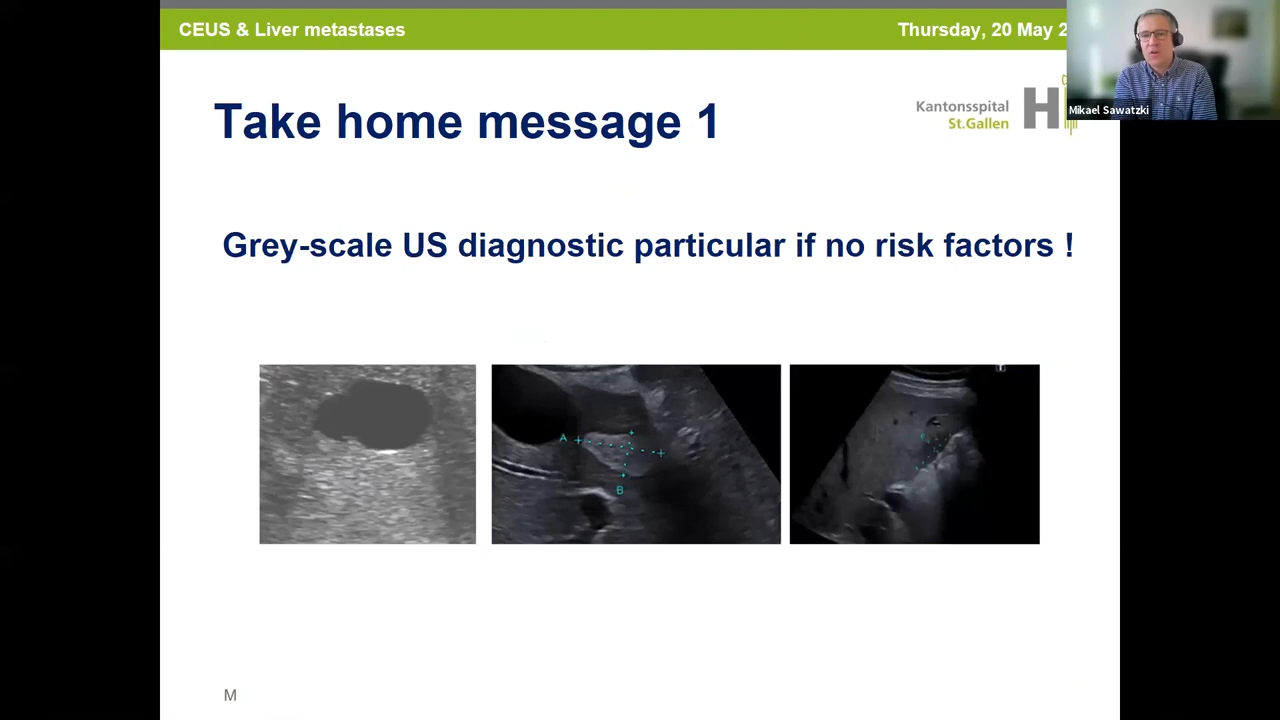 CEUS & Liver metastases
Thursday, 20 May 2
Mikael Sawatzki
Take home message 1
Kantonsspital
St.Gallen
H
Grey-scale US diagnostic particular if no risk factors !
A
B
M